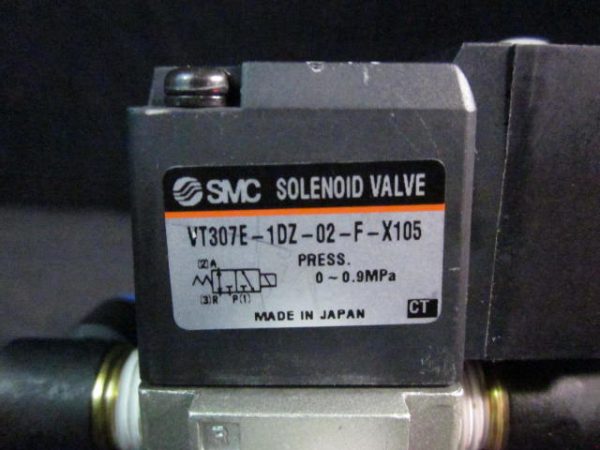 SMC SOLENOID VALVE
VT307E-1DZ-02-F-X105
PRESS.
0~0.9MPa
(2)A
(3)R P(1)
MADE IN JAPAN
CT
R